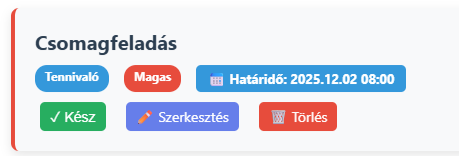 Csomagfeladás
Tennivaló Magas Határidő: 2025.12.02 08:00
✓ Kész Szerkesztés Törlés